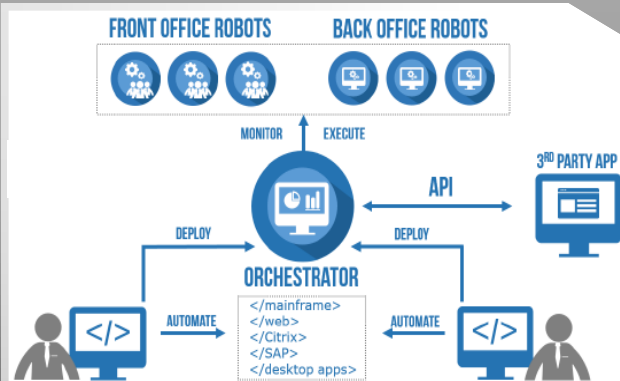 FRONT OFFICE ROBOTS
BACK OFFICE ROBOTS
MONITOR
EXECUTE
3RD PARTY APP
API
DEPLOY
DEPLOY
ORCHESTRATOR
</mainframe>
</web>
</Citrix>
</SAP>
</desktop apps>
AUTOMATE
AUTOMATE
</>
</>